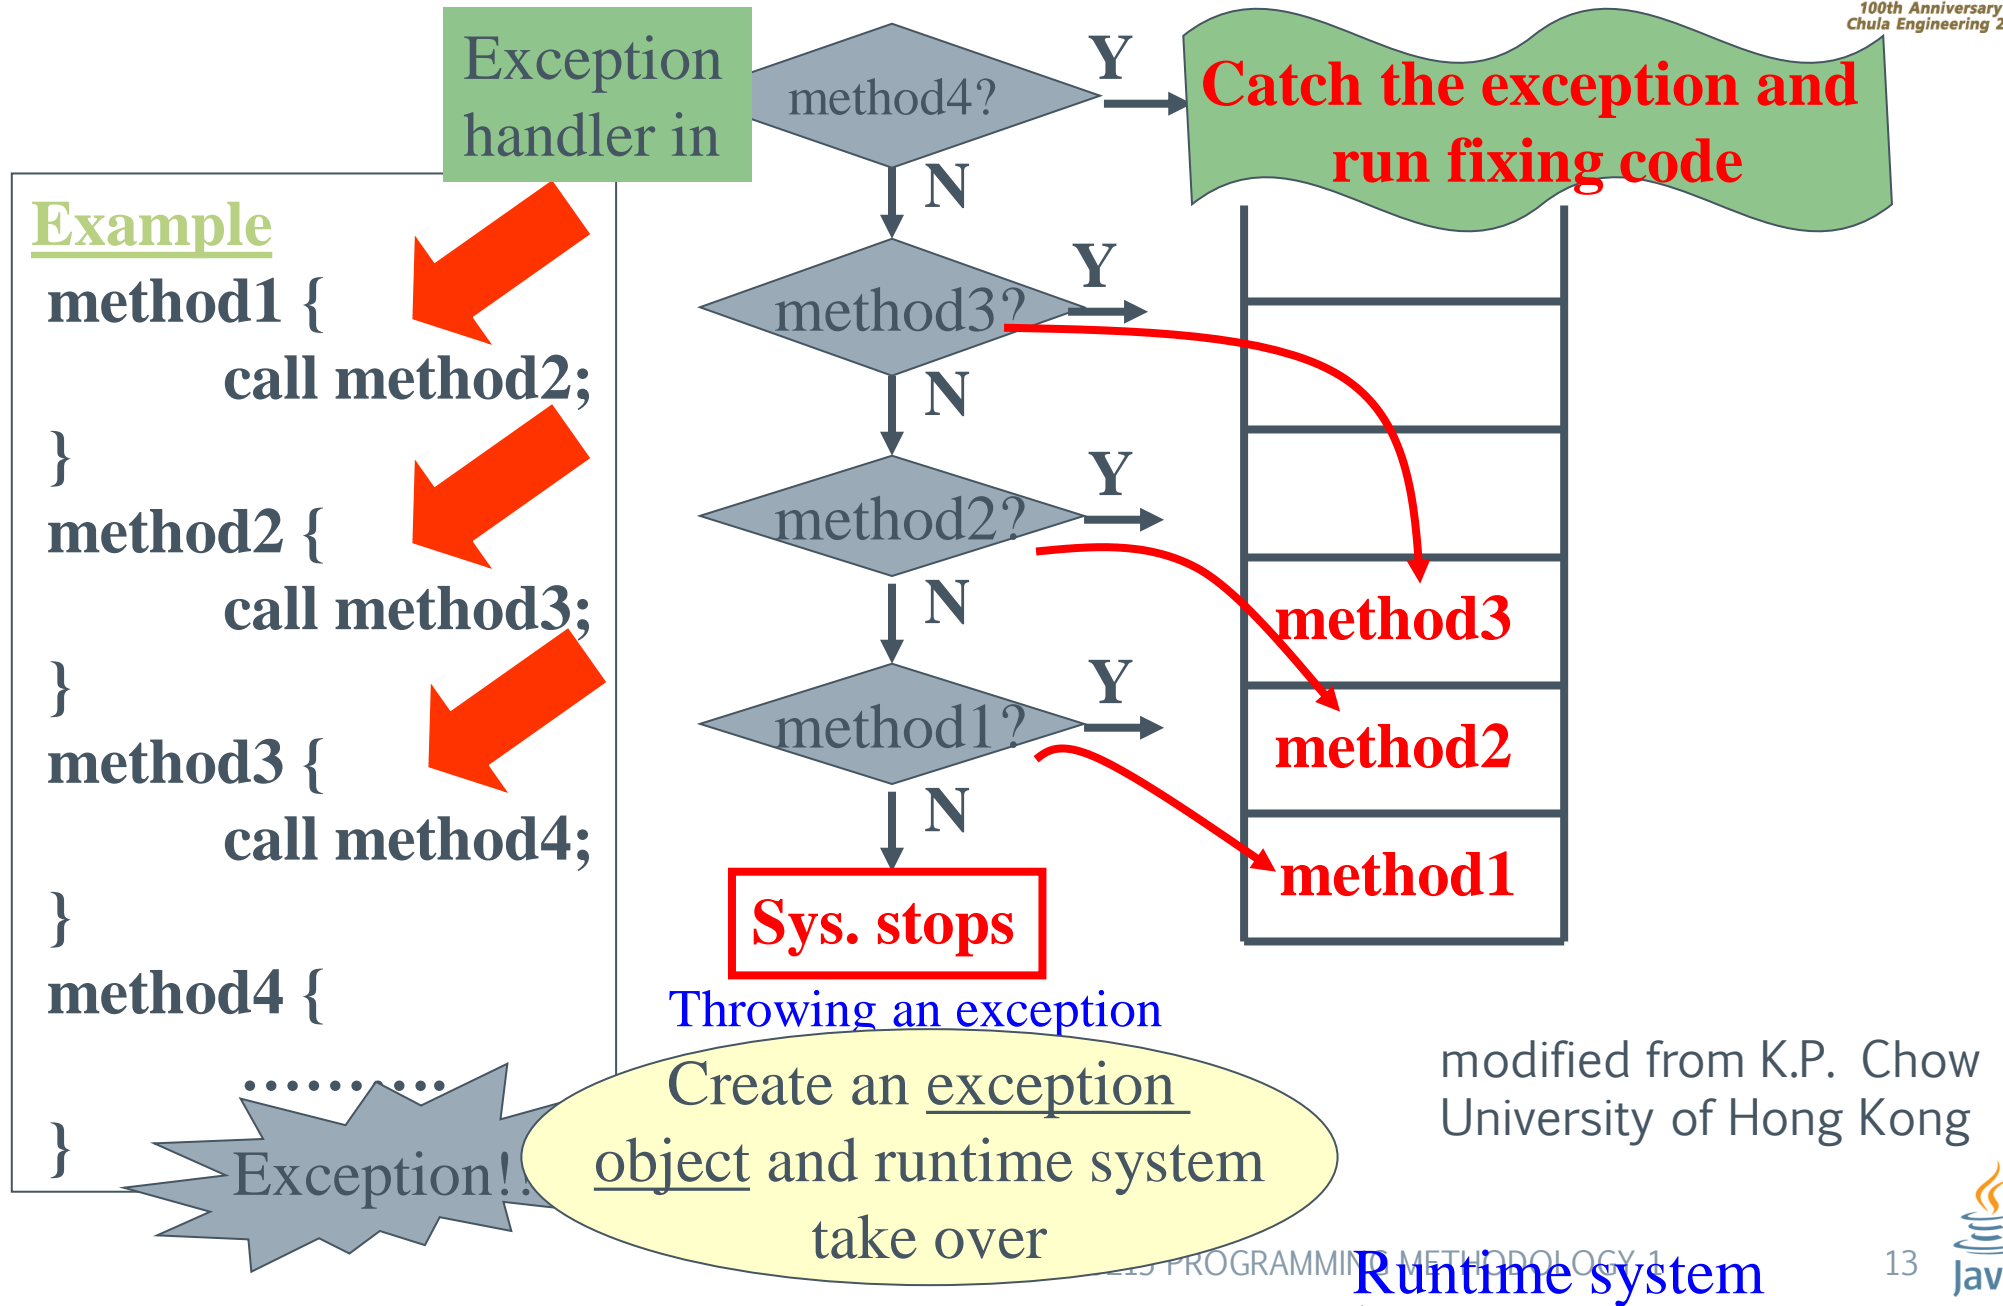 100th Anniversary
Chula Engineering 2
Exception
handler in
method4?
Y
Catch the exception and
run fixing code
N
Example
method1 {
call method2;
}
method2 {
call method3;
}
method3 {
call method4;
}
method4 {
..........
}
Exception!!
method3?
Y
N
method2?
Y
N
method1?
Y
N
Sys. stops
method3
method2
method1
Throwing an exception
Create an exception
object and runtime system
take over
modified from K.P. Chow
University of Hong Kong
PROGRAMMING METHODOLOGY 1
13
Runtime system
Jav